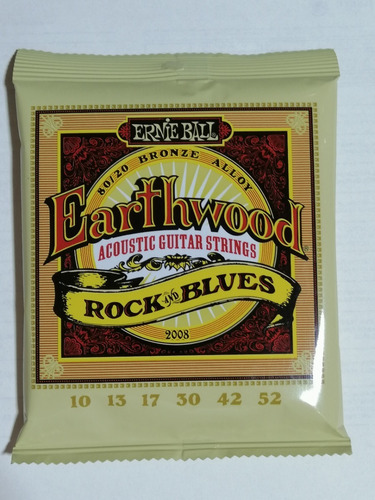 ERNIE BALL
80/20 BRONZE ALLOY
Earthwood
ACOUSTIC GUITAR STRINGS
ROCK AND BLUES
2008
10 13 17 30 42 52